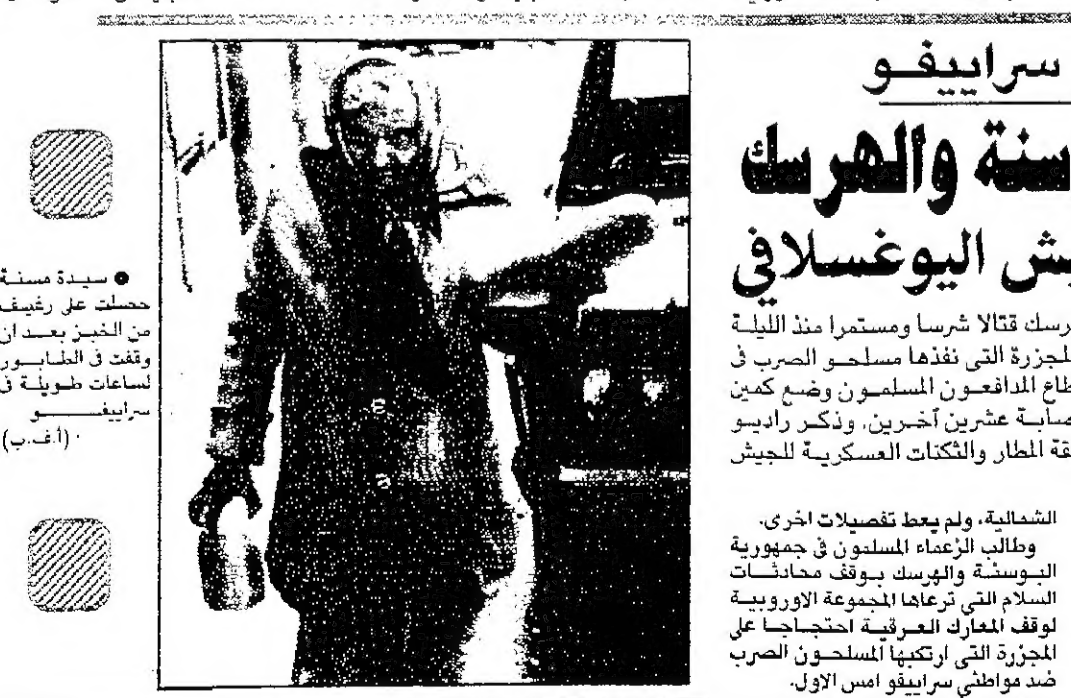 سراييفو
سنة والهرسك
يش اليوغسلافي
رسك قتالا شرسا ومستمرا منذ الليلة
لمجزرة التى نفذها مسلحو الصرب فى
طاع المدافعون المسلمون وضع كمين
صابة عشرين آخرين، وذكر راديو
قة المطار والثكنات العسكرية للجيش
الشمالية، ولم يعط تفصيلات اخرى.
وطالب الزعماء المسلمون فى جمهورية
البوسنة والهرسك بوقف محادثات
السلام التى ترعاها المجموعة الاوروبية
لوقف المعارك العرقية احتجاجا على
المجزرة التى ارتكبها المسلحون الصرب
ضد مواطني سراييفو امس الاول.
● سيدة مسنة
حصلت على رغيف
من الخبز بعد ان
وقفت فى الطابور
لساعات طويلة فى
سراييفو
(أ.ف.ب)